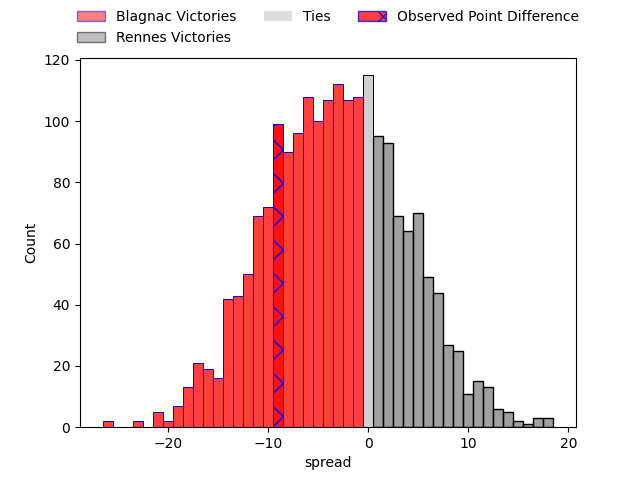 Blagnac Victories
Ties
Observed Point Difference
Rennes Victories
120
100
80
60
40
20
0
Count
−20
−10
0
10
20
spread